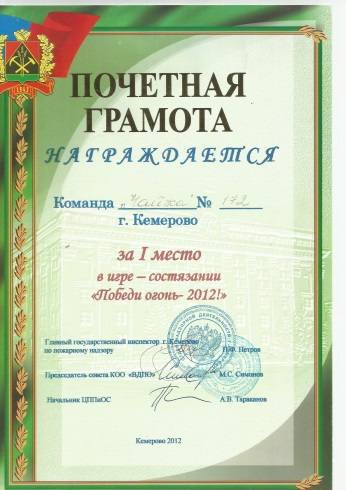 ПОЧЕТНАЯ
ГРАМОТА
НАГРАЖДАЕТСЯ
Команда „Чайка" № 172
г. Кемерово
за I место
в игре – состязании
«Победи огонь- 2012!»
Главный государственный инспектор г. Кемерово
по пожарному надзору В.Ф. Петров
Председатель совета КОО «ВДПО» М.С. Симонов
Начальник ЦППиОС А.В. Тараканов
Кемерово 2012